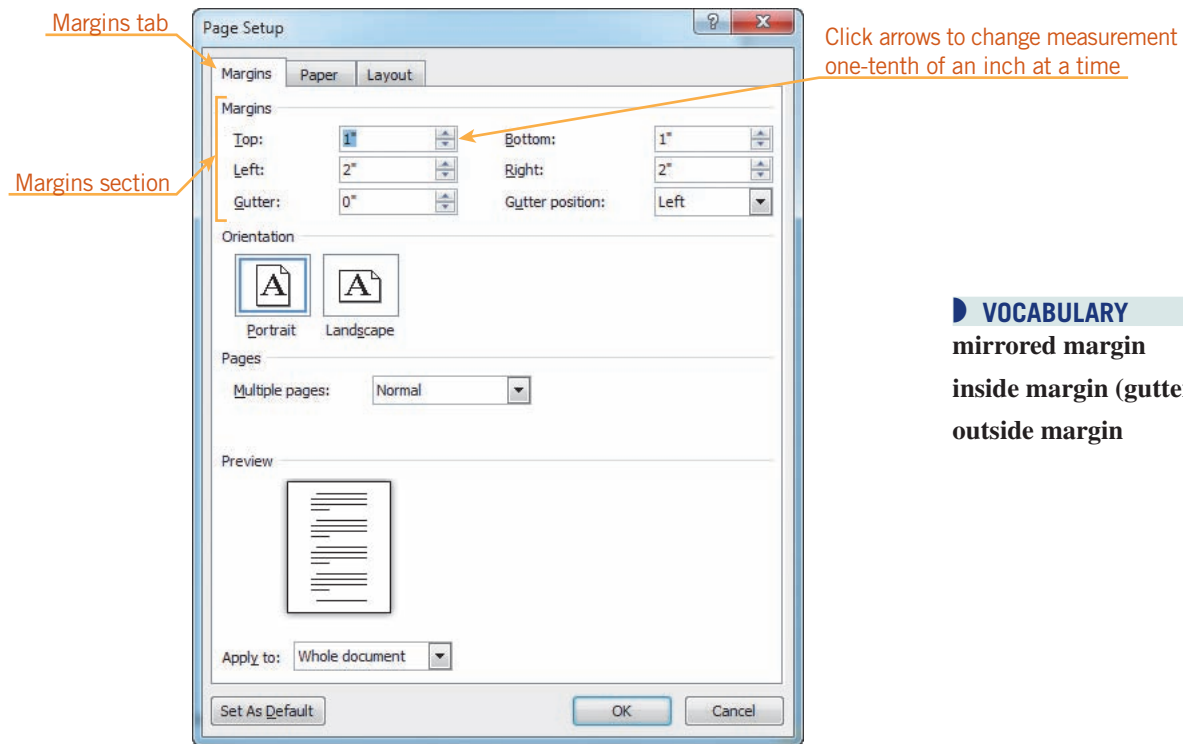 Margins tab
Page Setup
Click arrows to change measurement
one-tenth of an inch at a time
Margins Paper Layout
Margins
Top: 1" Bottom: 1"
Left: 2" Right: 2"
Margins section
Gutter: 0" Gutter position: Left
Orientation
A A
Portrait Landscape
Pages
Multiple pages: Normal
VOCABULARY
mirrored margin
inside margin (gutter
outside margin
Preview
Apply to: Whole document
Set As Default OK Cancel